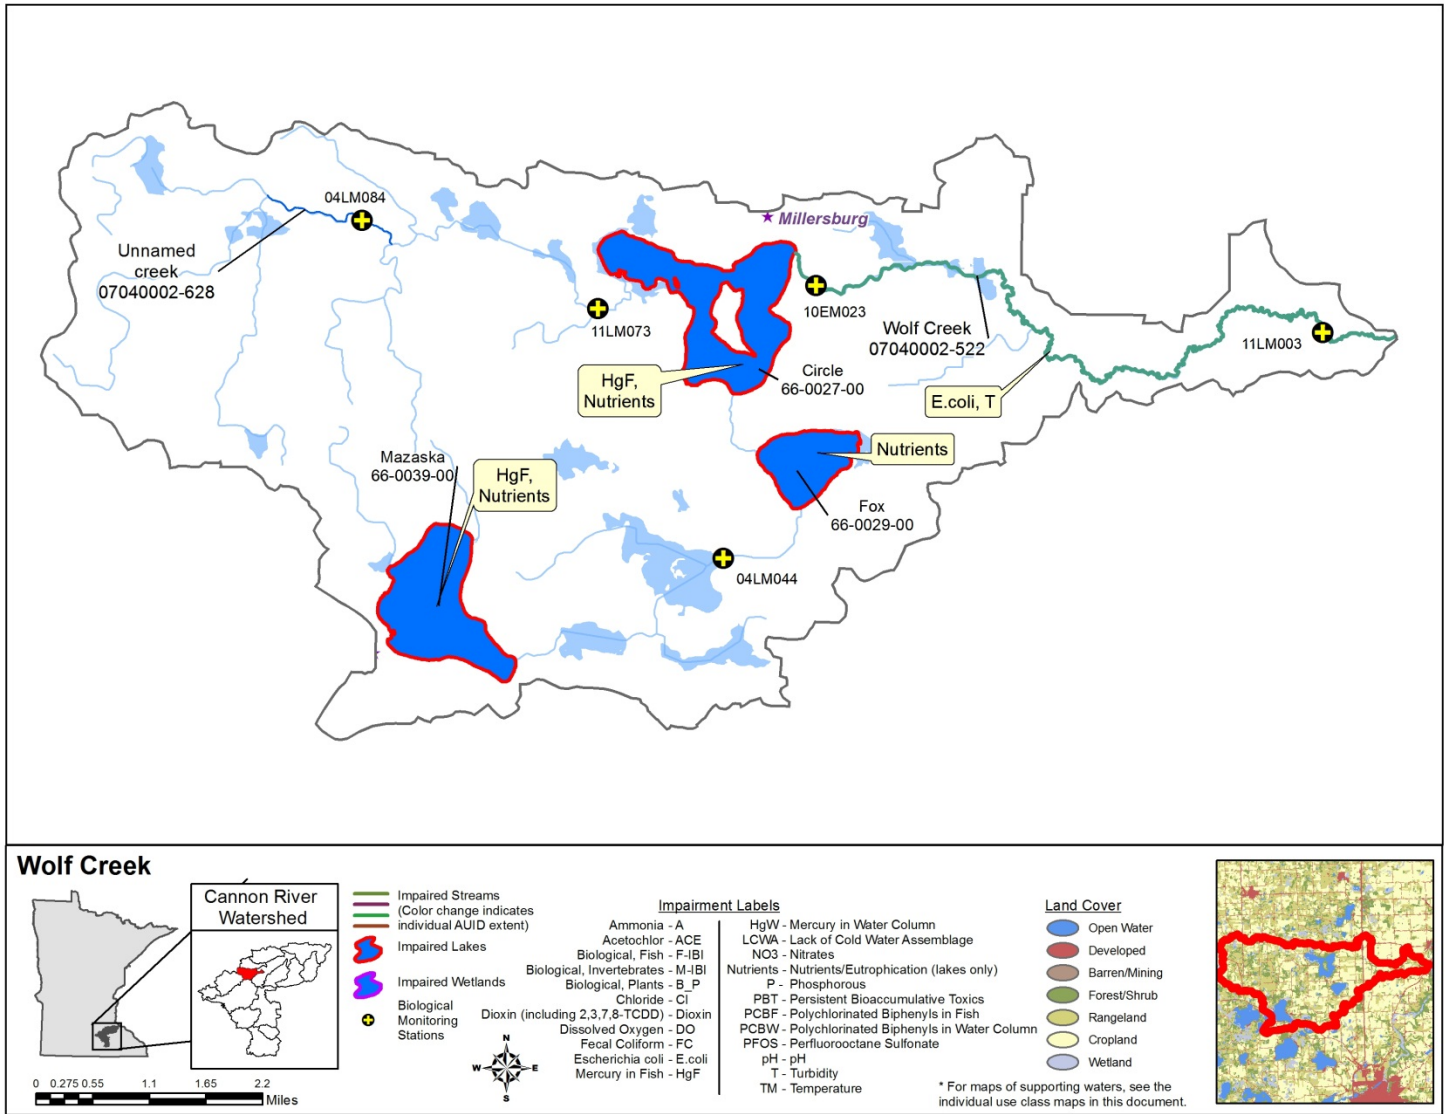 04LM084
Unnamed
creek
07040002-628
Millersburg
11LM073
10EM023
Wolf Creek
07040002-522
11LM003
HgF,
Nutrients
Circle
66-0027-00
E.coli, T
Mazaska
66-0039-00
HgF,
Nutrients
Nutrients
Fox
66-0029-00
04LM044
Wolf Creek
Cannon River
Watershed
0 0.275 0.55 1.1 1.65 2.2
Miles
Impaired Streams
(Color change indicates
individual AUID extent)
Impaired Lakes
Impaired Wetlands
Biological
Monitoring
Stations
N
W E
S
Impairment Labels
Ammonia - A
Acetochlor - ACE
Biological, Fish - F-IBI
Biological, Invertebrates - M-IBI
Biological, Plants - B_P
Chloride - Cl
Dioxin (including 2,3,7,8-TCDD) - Dioxin
Dissolved Oxygen - DO
Fecal Coliform - FC
Escherichia coli - E.coli
Mercury in Fish - HgF
HgW - Mercury in Water Column
LCWA - Lack of Cold Water Assemblage
NO3 - Nitrates
Nutrients - Nutrients/Eutrophication (lakes only)
P - Phosphorous
PBT - Persistent Bioaccumulative Toxics
PCBF - Polychlorinated Biphenyls in Fish
PCBW - Polychlorinated Biphenyls in Water Column
PFOS - Perfluorooctane Sulfonate
pH - pH
T - Turbidity
TM - Temperature
Land Cover
Open Water
Developed
Barren/Mining
Forest/Shrub
Rangeland
Cropland
Wetland
* For maps of supporting waters, see the
individual use class maps in this document.